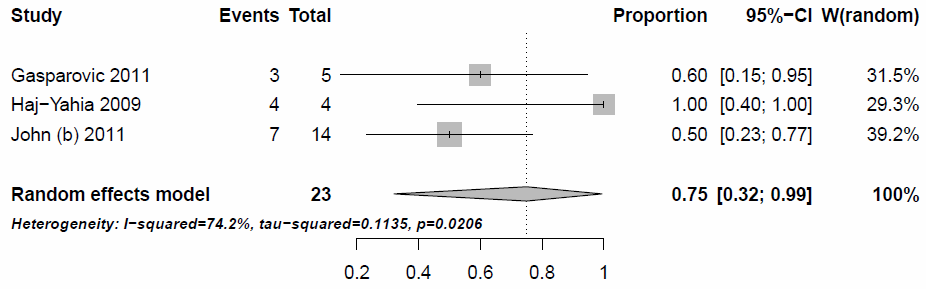 Study Events Total Proportion 95%−CI W(random)
Gasparovic 2011 3 5 0.60 [0.15; 0.95] 31.5%
Haj−Yahia 2009 4 4 1.00 [0.40; 1.00] 29.3%
John (b) 2011 7 14 0.50 [0.23; 0.77] 39.2%
Random effects model 23 0.75 [0.32; 0.99] 100%
Heterogeneity: I−squared=74.2%, tau−squared=0.1135, p=0.0206
0.2 0.4 0.6 0.8 1